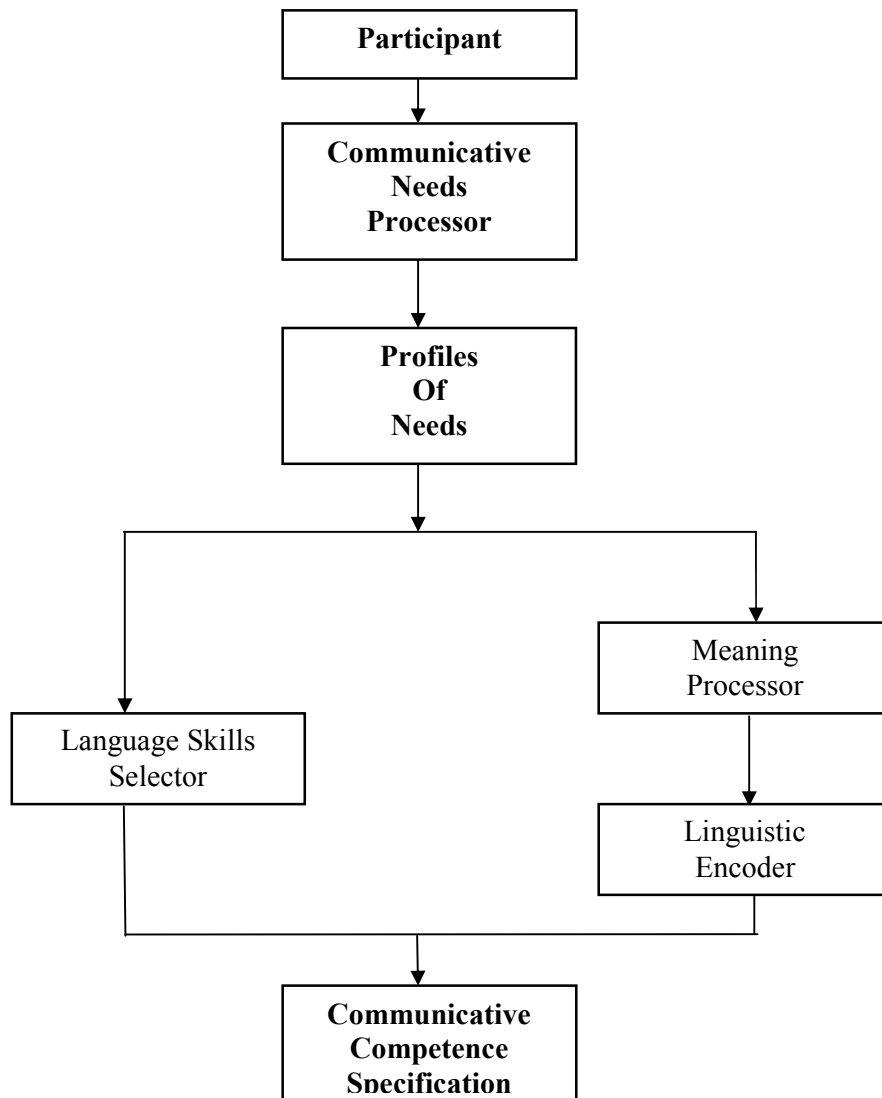 Participant
Communicative
Needs
Processor
Profiles
Of
Needs
Meaning
Processor
Language Skills
Selector
Linguistic
Encoder
Communicative
Competence
Specification